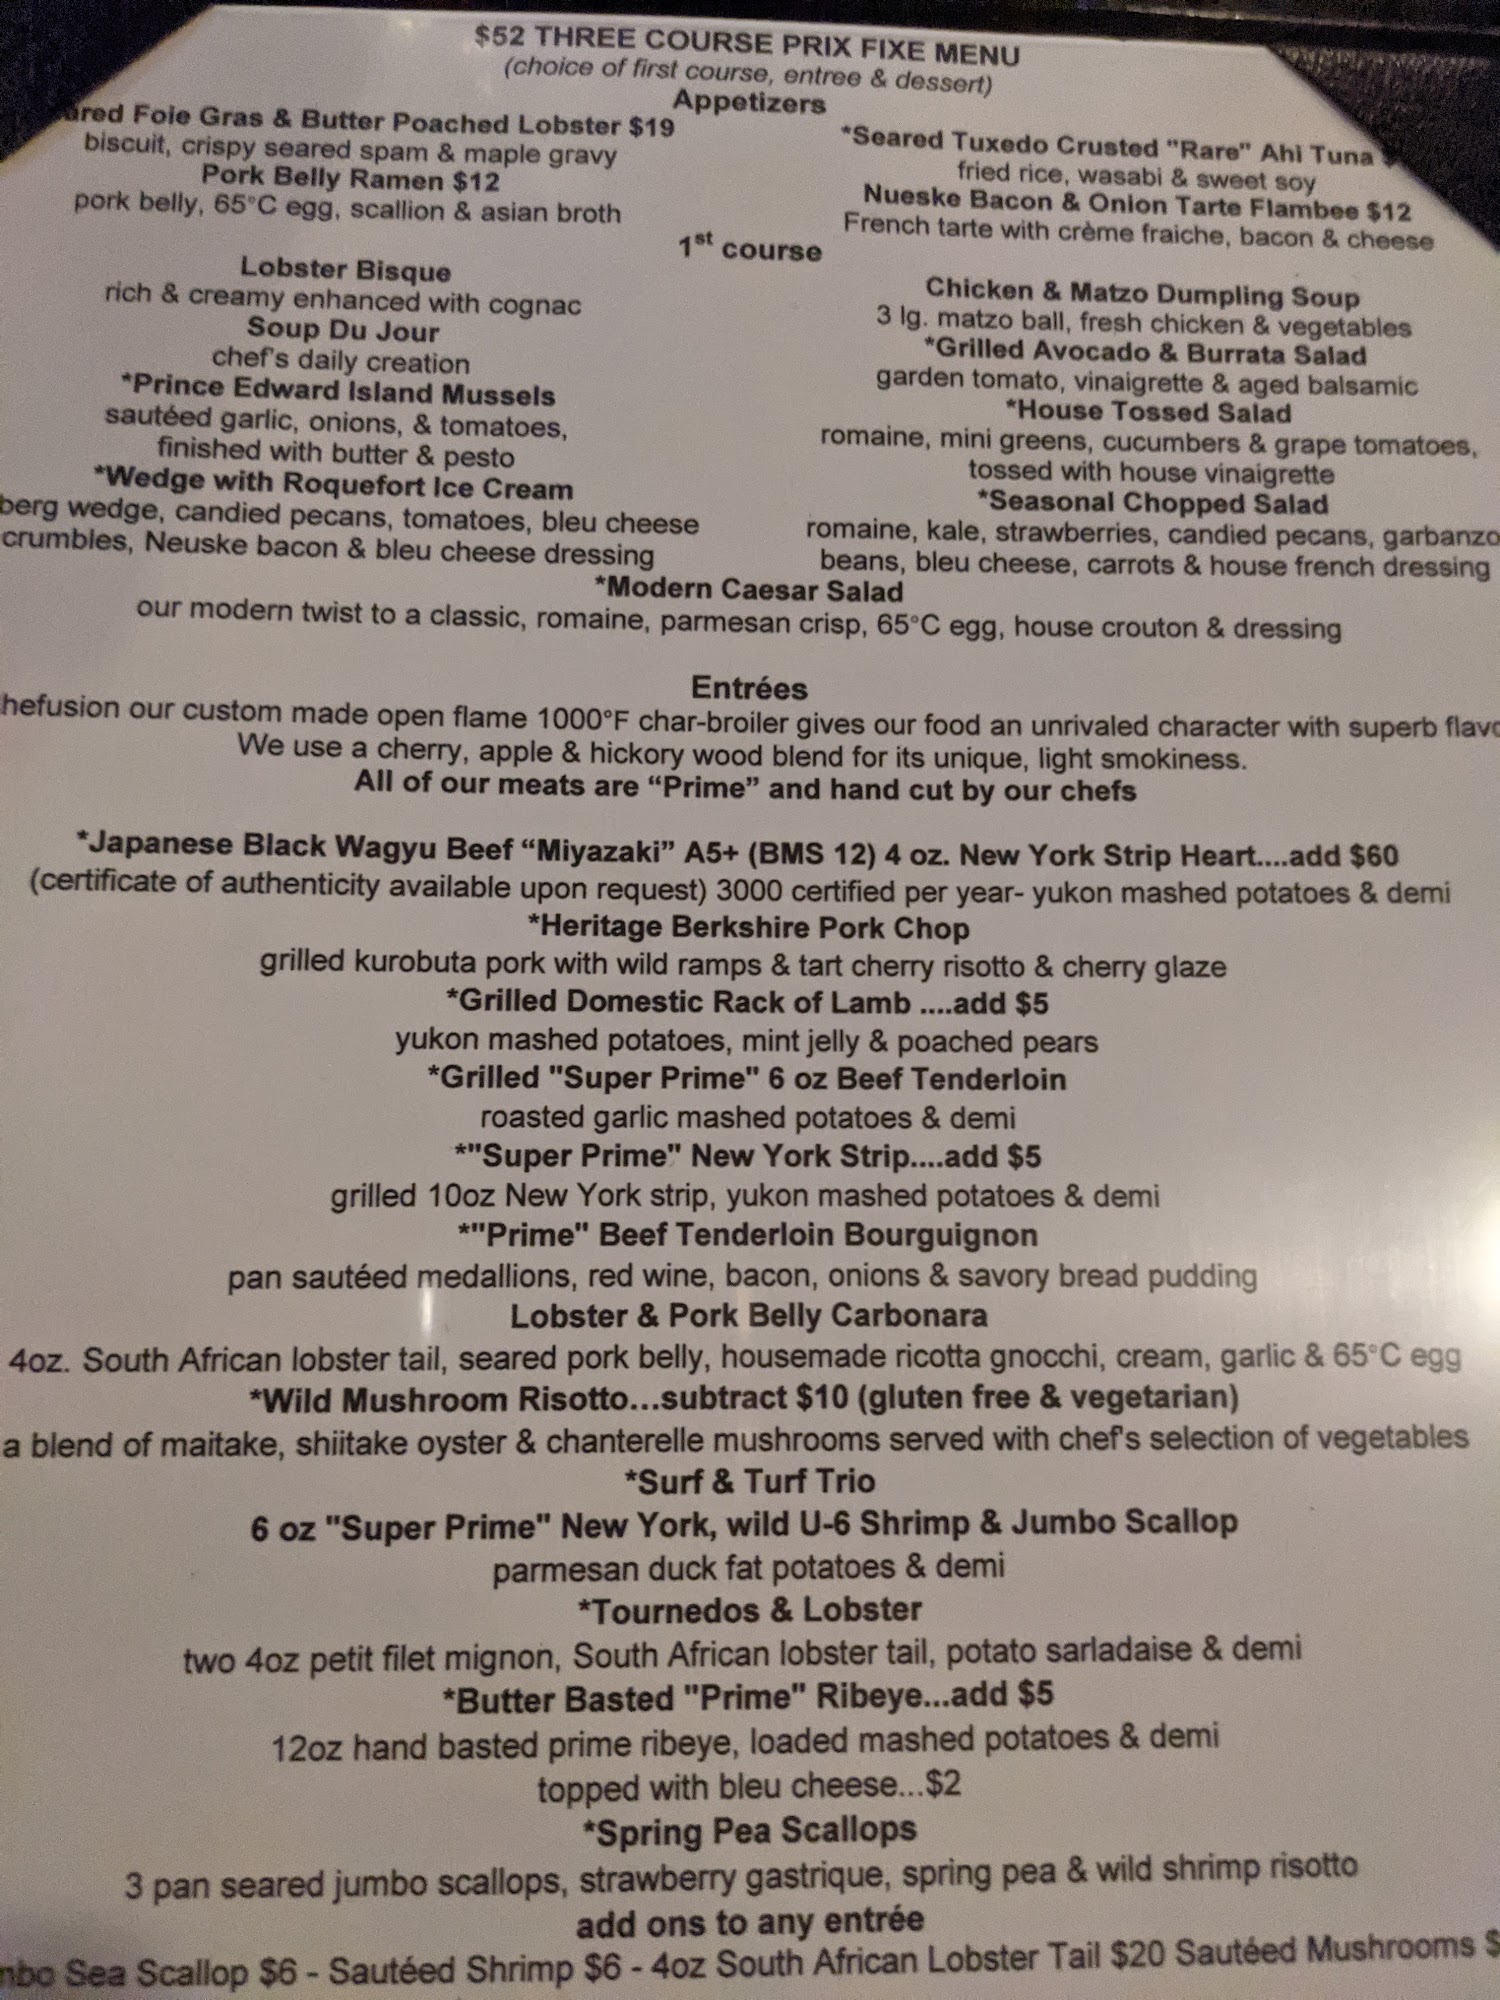 $52 THREE COURSE PRIX FIXE MENU
(choice of first course, entree & dessert)
Appetizers
Foie Gras & Butter Poached Lobster $19
biscuit, crispy seared spam & maple gravy
Pork Belly Ramen $12
pork belly, 65°C egg, scallion & asian broth
*Seared Tuxedo Crusted "Rare" Ahi Tuna
fried rice, wasabi & sweet soy
Nueske Bacon & Onion Tarte Flambee $12
French tarte with crème fraiche, bacon & cheese
1st course
Lobster Bisque
rich & creamy enhanced with cognac
Soup Du Jour
chef's daily creation
*Prince Edward Island Mussels
sautéed garlic, onions, & tomatoes,
finished with butter & pesto
*Wedge with Roquefort Ice Cream
berg wedge, candied pecans, tomatoes, bleu cheese
crumbles, Neuske bacon & bleu cheese dressing
Chicken & Matzo Dumpling Soup
3 lg. matzo ball, fresh chicken & vegetables
*Grilled Avocado & Burrata Salad
garden tomato, vinaigrette & aged balsamic
*House Tossed Salad
romaine, mini greens, cucumbers & grape tomatoes,
tossed with house vinaigrette
*Seasonal Chopped Salad
romaine, kale, strawberries, candied pecans, garbanzo
beans, bleu cheese, carrots & house french dressing
*Modern Caesar Salad
our modern twist to a classic, romaine, parmesan crisp, 65°C egg, house crouton & dressing
Entrées
hefusion our custom made open flame 1000°F char-broiler gives our food an unrivaled character with superb flavo
We use a cherry, apple & hickory wood blend for its unique, light smokiness.
All of our meats are “Prime” and hand cut by our chefs
*Japanese Black Wagyu Beef “Miyazaki” A5+ (BMS 12) 4 oz. New York Strip Heart....add $60
(certificate of authenticity available upon request) 3000 certified per year- yukon mashed potatoes & demi
*Heritage Berkshire Pork Chop
grilled kurobuta pork with wild ramps & tart cherry risotto & cherry glaze
*Grilled Domestic Rack of Lamb ....add $5
yukon mashed potatoes, mint jelly & poached pears
*Grilled "Super Prime" 6 oz Beef Tenderloin
roasted garlic mashed potatoes & demi
*"Super Prime" New York Strip....add $5
grilled 10oz New York strip, yukon mashed potatoes & demi
*"Prime" Beef Tenderloin Bourguignon
pan sautéed medallions, red wine, bacon, onions & savory bread pudding
Lobster & Pork Belly Carbonara
4oz. South African lobster tail, seared pork belly, housemade ricotta gnocchi, cream, garlic & 65°C egg
*Wild Mushroom Risotto...subtract $10 (gluten free & vegetarian)
a blend of maitake, shiitake oyster & chanterelle mushrooms served with chef's selection of vegetables
*Surf & Turf Trio
6 oz "Super Prime" New York, wild U-6 Shrimp & Jumbo Scallop
parmesan duck fat potatoes & demi
*Tournedos & Lobster
two 4oz petit filet mignon, South African lobster tail, potato sarladaise & demi
*Butter Basted "Prime" Ribeye...add $5
12oz hand basted prime ribeye, loaded mashed potatoes & demi
topped with bleu cheese...$2
*Spring Pea Scallops
3 pan seared jumbo scallops, strawberry gastrique, spring pea & wild shrimp risotto
add ons to any entrée
Sea Scallop $6 - Sautéed Shrimp $6 - 4oz South African Lobster Tail $20 Sautéed Mushrooms $